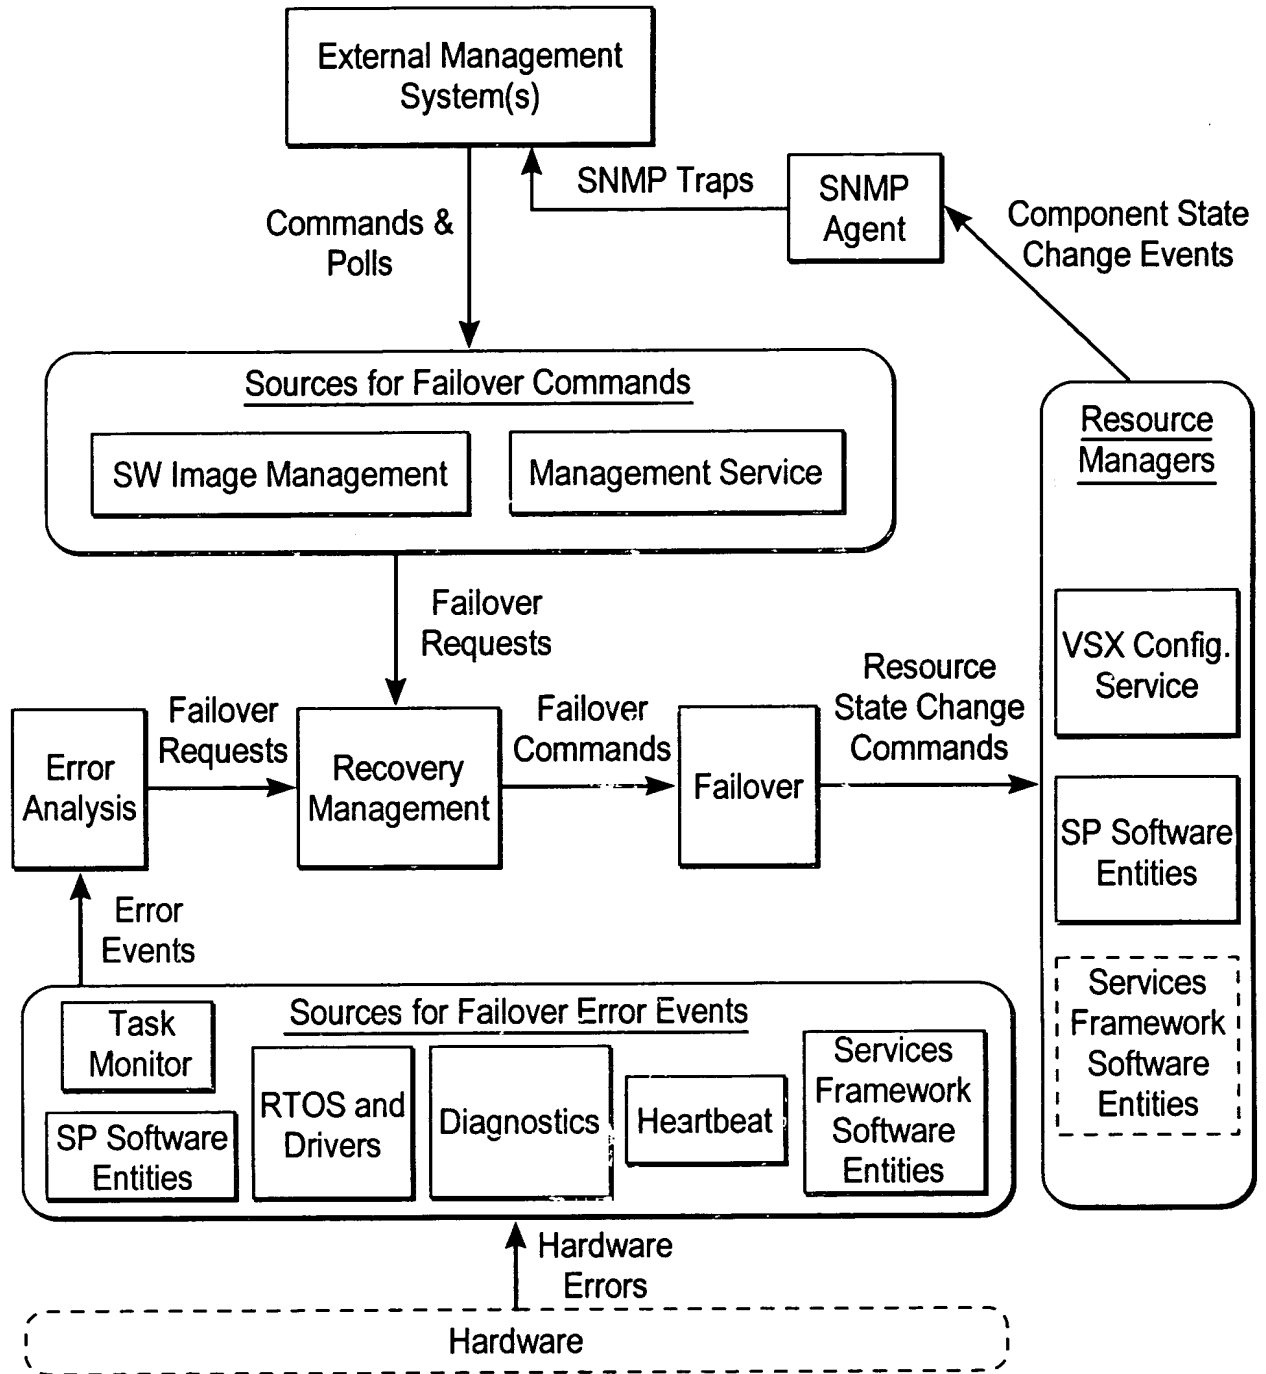 External Management
System(s)
SNMP Traps
SNMP
Agent
Component State
Change Events
Commands &
Polls
Sources for Failover Commands
SW Image Management
Management Service
Resource
Managers
Failover
Requests
VSX Config.
Service
Resource
State Change
Commands
Failover
Requests
Failover
Commands
Error
Analysis
Recovery
Management
Failover
SP Software
Entities
Error
Events
Services
Framework
Software
Entities
Sources for Failover Error Events
Task
Monitor
SP Software
Entities
RTOS and
Drivers
Diagnostics
Heartbeat
Services
Framework
Software
Entities
Hardware
Errors
Hardware